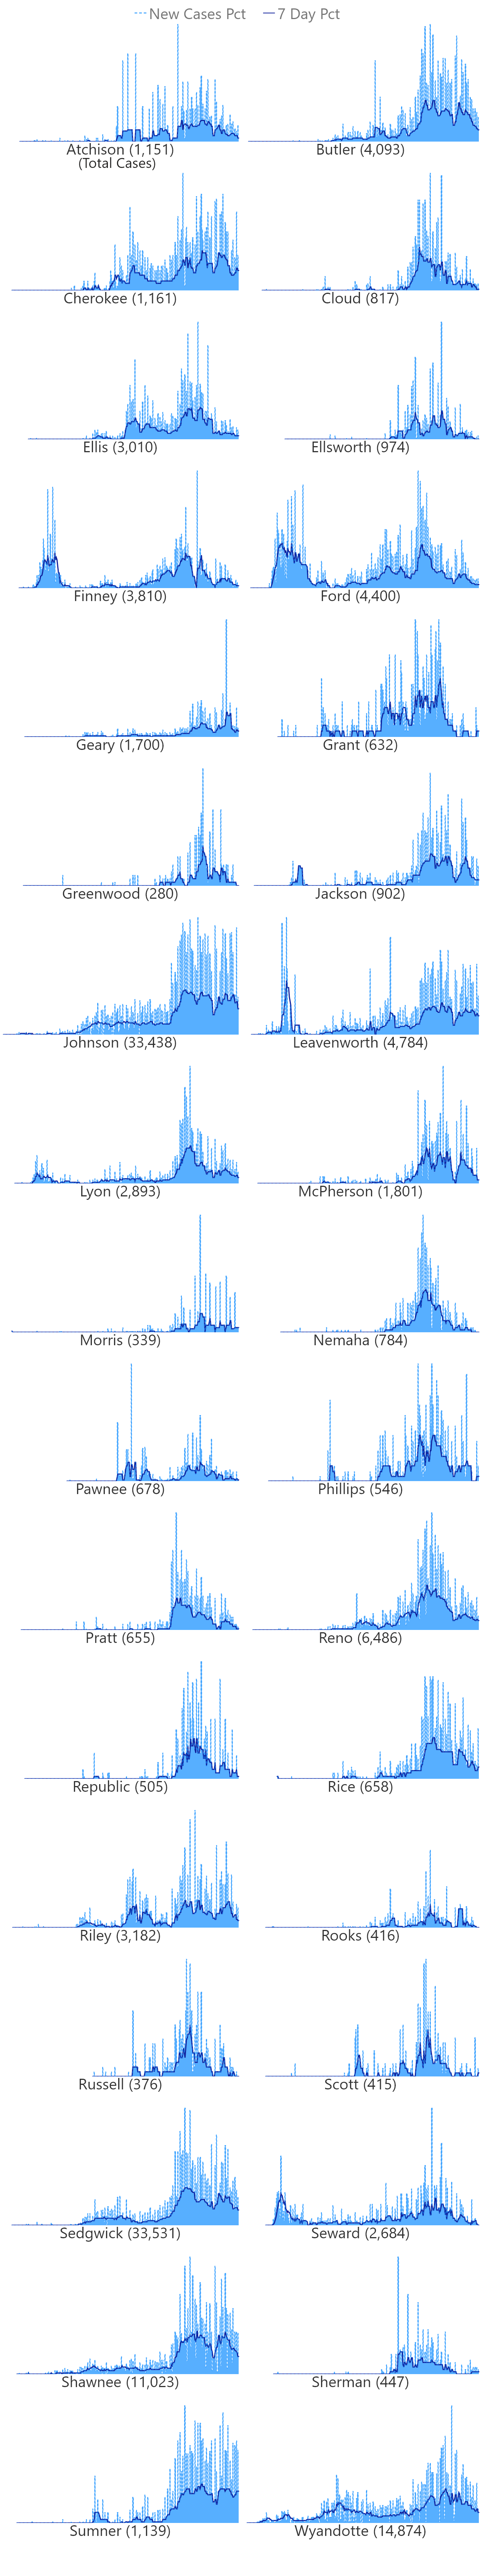 New Cases Pct 7 Day Pct
Atchison (1,151) Butler (4,093)
(Total Cases)
Cherokee (1,161) Cloud (817)
Ellis (3,010) Ellsworth (974)
Finney (3,810) Ford (4,400)
Geary (1,700) Grant (632)
Greenwood (280) Jackson (902)
Johnson (33,438) Leavenworth (4,784)
Lyon (2,893) McPherson (1,801)
Morris (339) Nemaha (784)
Pawnee (678) Phillips (546)
Pratt (655) Reno (6,486)
Republic (505) Rice (658)
Riley (3,182) Rooks (416)
Russell (376) Scott (415)
Sedgwick (33,531) Seward (2,684)
Shawnee (11,023) Sherman (447)
Sumner (1,139) Wyandotte (14,874)